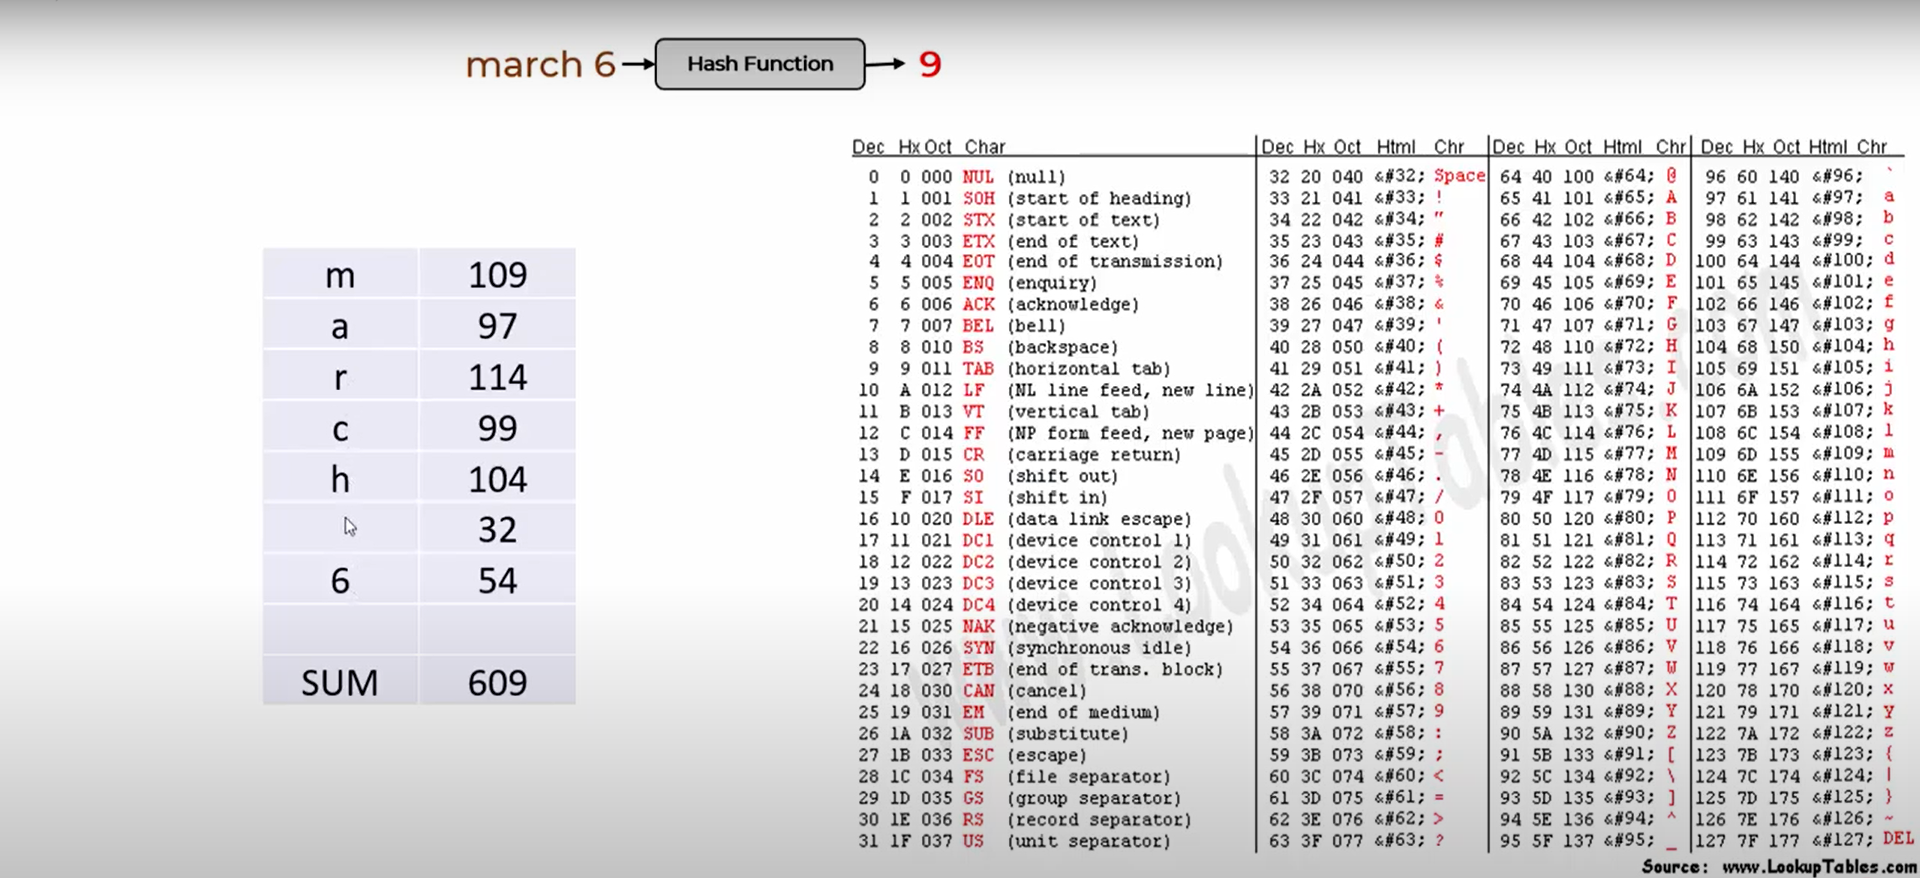 march 6 → Hash Function → 9
m 109
a 97
r 114
c 99
h 104
32
6 54
SUM 609
Dec Hx Oct Char Dec Hx Oct Html Chr Dec Hx Oct Html Chr Dec Hx Oct Html Chr
0 0 000 NUL (null) 32 20 040 &#32; Space 64 40 100 &#64; @ 96 60 140 &#96; `
1 1 001 SOH (start of heading) 33 21 041 &#33; ! 65 41 101 &#65; A 97 61 141 &#97; a
2 2 002 STX (start of text) 34 22 042 &#34; " 66 42 102 &#66; B 98 62 142 &#98; b
3 3 003 ETX (end of text) 35 23 043 &#35; # 67 43 103 &#67; C 99 63 143 &#99; c
4 4 004 EOT (end of transmission) 36 24 044 &#36; $ 68 44 104 &#68; D 100 64 144 &#100; d
5 5 005 ENQ (enquiry) 37 25 045 &#37; % 69 45 105 &#69; E 101 65 145 &#101; e
6 6 006 ACK (acknowledge) 38 26 046 &#38; & 70 46 106 &#70; F 102 66 146 &#102; f
7 7 007 BEL (bell) 39 27 047 &#39; ' 71 47 107 &#71; G 103 67 147 &#103; g
8 8 010 BS (backspace) 40 28 050 &#40; ( 72 48 110 &#72; H 104 68 150 &#104; h
9 9 011 TAB (horizontal tab) 41 29 051 &#41; ) 73 49 111 &#73; I 105 69 151 &#105; i
10 A 012 LF (NL line feed, new line) 42 2A 052 &#42; * 74 4A 112 &#74; J 106 6A 152 &#106; j
11 B 013 VT (vertical tab) 43 2B 053 &#43; + 75 4B 113 &#75; K 107 6B 153 &#107; k
12 C 014 FF (NP form feed, new page) 44 2C 054 &#44; , 76 4C 114 &#76; L 108 6C 154 &#108; l
13 D 015 CR (carriage return) 45 2D 055 &#45; - 77 4D 115 &#77; M 109 6D 155 &#109; m
14 E 016 SO (shift out) 46 2E 056 &#46; . 78 4E 116 &#78; N 110 6E 156 &#110; n
15 F 017 SI (shift in) 47 2F 057 &#47; / 79 4F 117 &#79; O 111 6F 157 &#111; o
16 10 020 DLE (data link escape) 48 30 060 &#48; 0 80 50 120 &#80; P 112 70 160 &#112; p
17 11 021 DC1 (device control 1) 49 31 061 &#49; 1 81 51 121 &#81; Q 113 71 161 &#113; q
18 12 022 DC2 (device control 2) 50 32 062 &#50; 2 82 52 122 &#82; R 114 72 162 &#114; r
19 13 023 DC3 (device control 3) 51 33 063 &#51; 3 83 53 123 &#83; S 115 73 163 &#115; s
20 14 024 DC4 (device control 4) 52 34 064 &#52; 4 84 54 124 &#84; T 116 74 164 &#116; t
21 15 025 NAK (negative acknowledge) 53 35 065 &#53; 5 85 55 125 &#85; U 117 75 165 &#117; u
22 16 026 SYN (synchronous idle) 54 36 066 &#54; 6 86 56 126 &#86; V 118 76 166 &#118; v
23 17 027 ETB (end of trans. block) 55 37 067 &#55; 7 87 57 127 &#87; W 119 77 167 &#119; w
24 18 030 CAN (cancel) 56 38 070 &#56; 8 88 58 130 &#88; X 120 78 170 &#120; x
25 19 031 EM (end of medium) 57 39 071 &#57; 9 89 59 131 &#89; Y 121 79 171 &#121; y
26 1A 032 SUB (substitute) 58 3A 072 &#58; : 90 5A 132 &#90; Z 122 7A 172 &#122; z
27 1B 033 ESC (escape) 59 3B 073 &#59; ; 91 5B 133 &#91; [ 123 7B 173 &#123; {
28 1C 034 FS (file separator) 60 3C 074 &#60; < 92 5C 134 &#92; \ 124 7C 174 &#124; |
29 1D 035 GS (group separator) 61 3D 075 &#61; = 93 5D 135 &#93; ] 125 7D 175 &#125; }
30 1E 036 RS (record separator) 62 3E 076 &#62; > 94 5E 136 &#94; ^ 126 7E 176 &#126; ~
31 1F 037 US (unit separator) 63 3F 077 &#63; ? 95 5F 137 &#95; _ 127 7F 177 &#127; DEL
Source: www.LookupTables.com
www.LookupTables.com